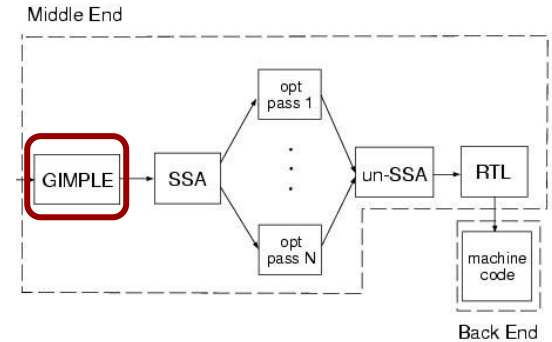 Middle End
GIMPLE
SSA
opt
pass 1
opt
pass N
un-SSA
RTL
machine
code
Back End